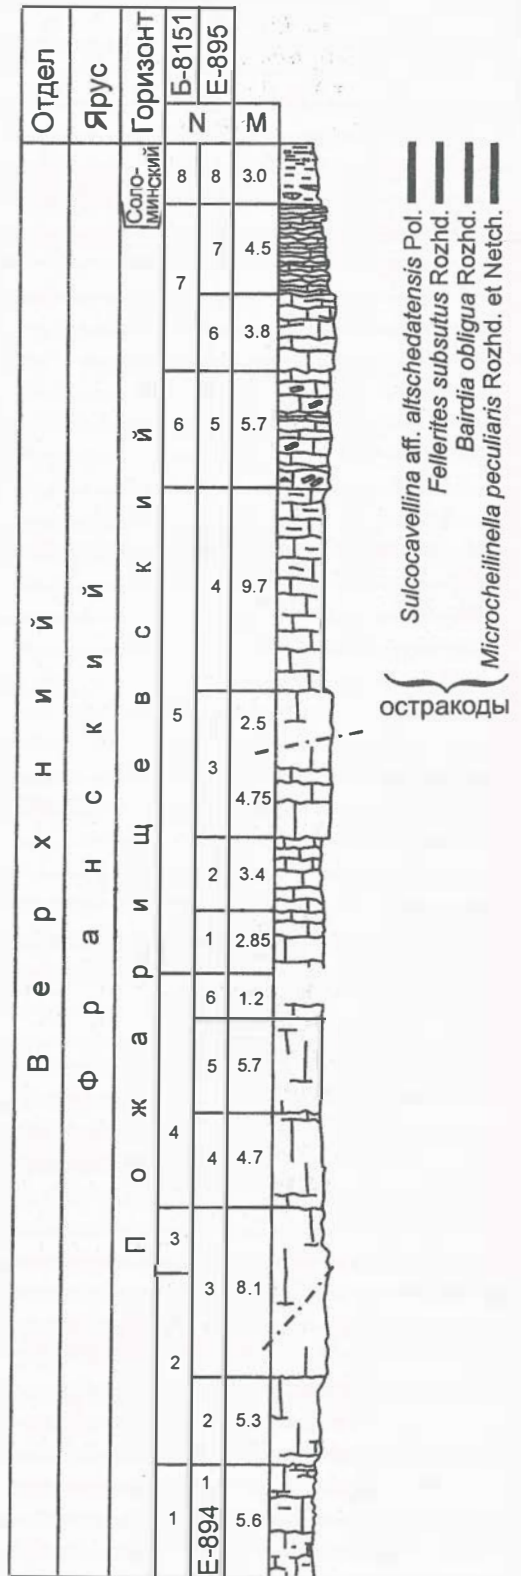 Отдел
Ярус
Горизонт
Б-8151
Е-895
N
М
Верхний
Франсский
Соло-
минский
Пожарищевский
8 8 3.0
7 7 4.5
6 3.8
6 5 5.7
5 4 9.7
3 2.5
4.75
2 3.4
1 2.85
4 6 1.2
5 5.7
4 4.7
3 3 8.1
2
2 5.3
1 1 5.6
Е-894
Sulcocavellina aff. altschedatensis Pol.
Fellerites subsutus Rozhd.
Bairdia obligua Rozhd.
Microcheilinella peculiaris Rozhd. et Netch.
остракоды